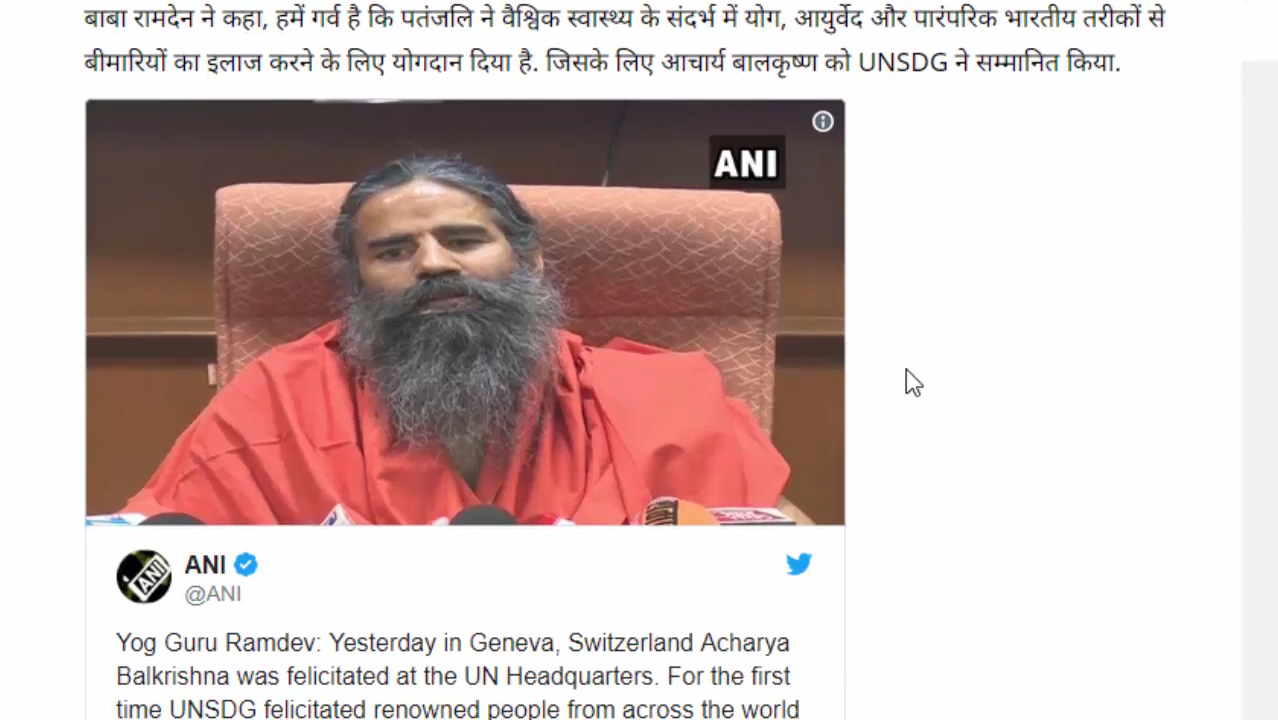 बाबा रामदेन ने कहा, हमें गर्व है कि पतंजलि ने वैश्विक स्वास्थ्य के संदर्भ में योग, आयुर्वेद और पारंपरिक भारतीय तरीकों से
बीमारियों का इलाज करने के लिए योगदान दिया है. जिसके लिए आचार्य बालकृष्ण को UNSDG ने सम्मानित किया.
ANI
ANI
ANI
@ANI
Yog Guru Ramdev: Yesterday in Geneva, Switzerland Acharya
Balkrishna was felicitated at the UN Headquarters. For the first
time UNSDG felicitated renowned people from across the world